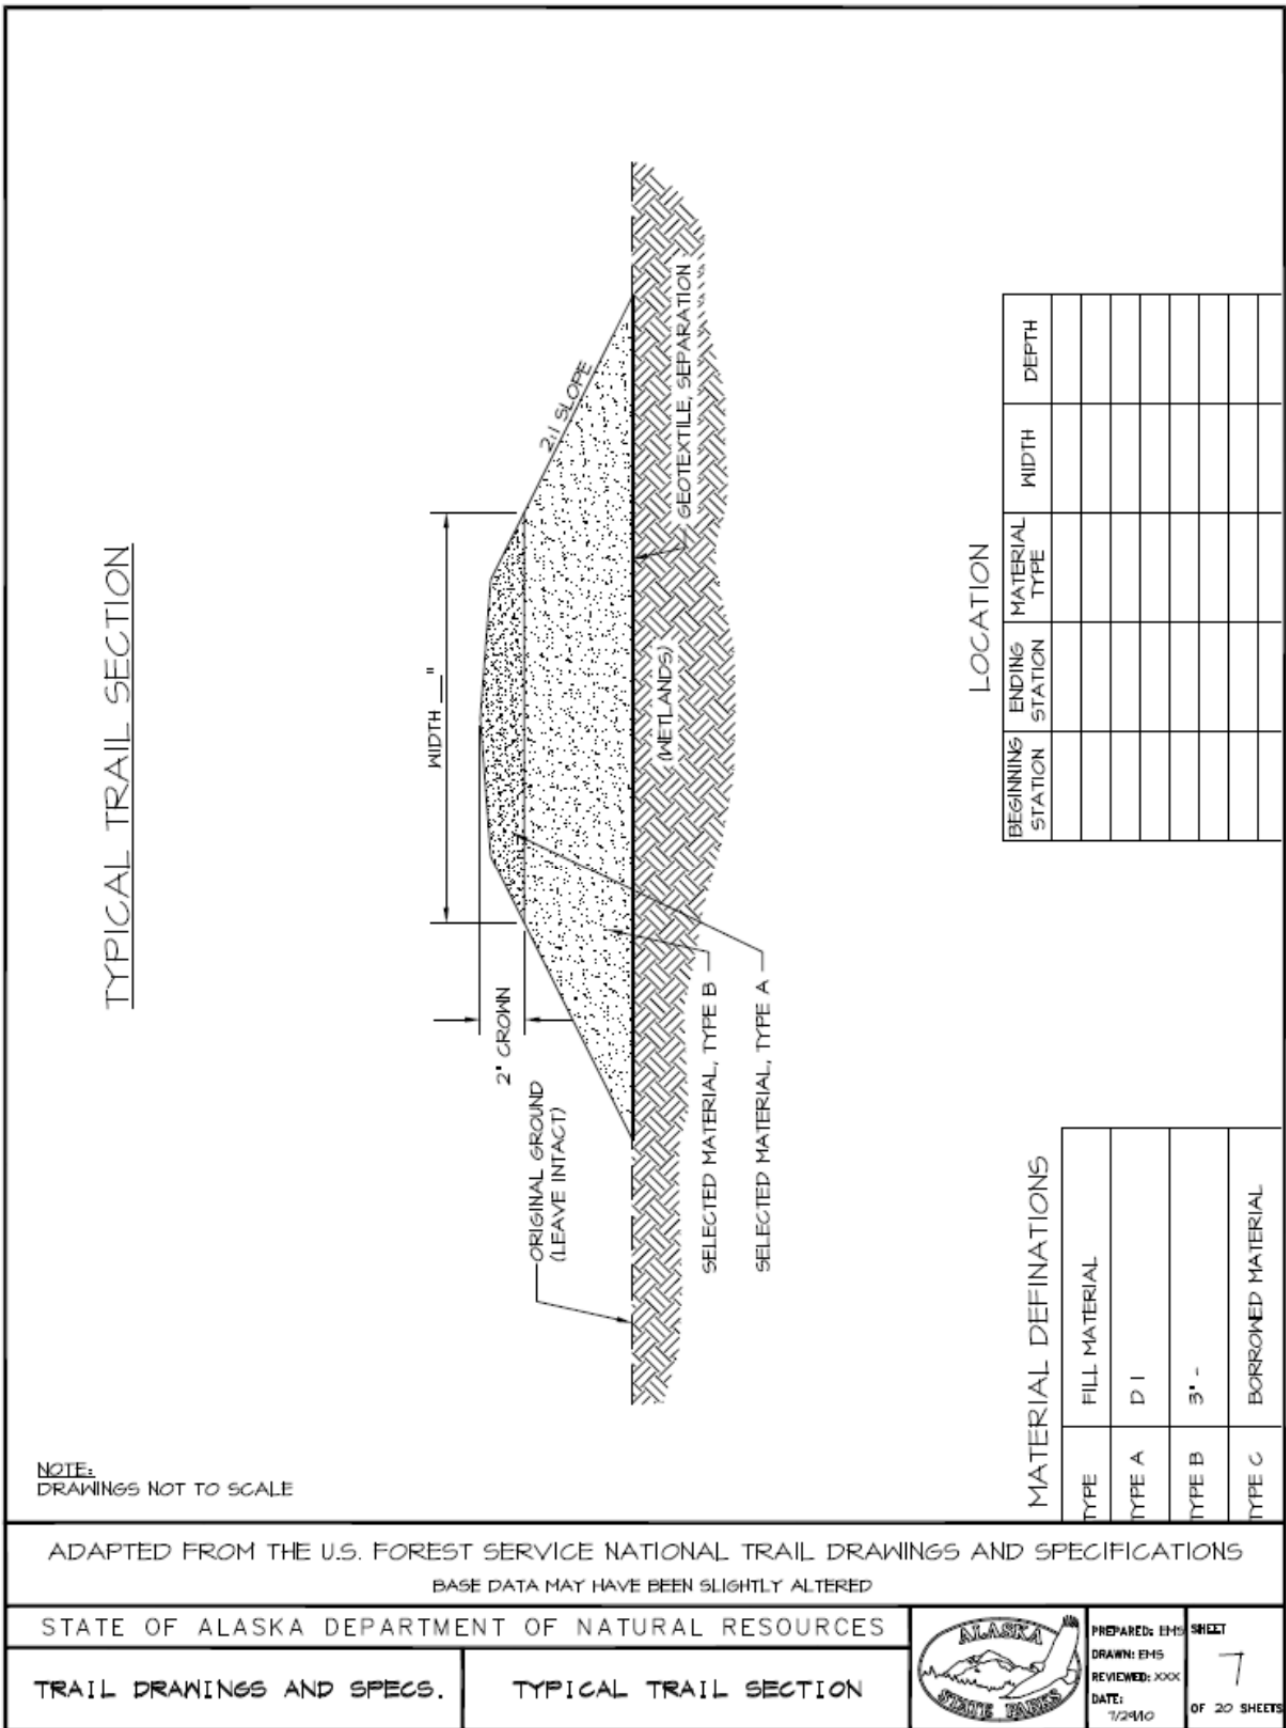 TYPICAL TRAIL SECTION
WIDTH __"
2:1 SLOPE
2" CROWN
ORIGINAL GROUND
(LEAVE INTACT)
GEOTEXTILE, SEPARATION
(WETLANDS)
SELECTED MATERIAL, TYPE B
SELECTED MATERIAL, TYPE A
LOCATION
BEGINNING STATION ENDING STATION MATERIAL TYPE WIDTH DEPTH
MATERIAL DEFINATIONS
TYPE FILL MATERIAL
TYPE A D1
TYPE B 3" -
TYPE C BORROWED MATERIAL
NOTE:
DRAWINGS NOT TO SCALE
ADAPTED FROM THE U.S. FOREST SERVICE NATIONAL TRAIL DRAWINGS AND SPECIFICATIONS
BASE DATA MAY HAVE BEEN SLIGHTLY ALTERED
STATE OF ALASKA DEPARTMENT OF NATURAL RESOURCES
TRAIL DRAWINGS AND SPECS.
TYPICAL TRAIL SECTION
ALASKA
STATE PARKS
PREPARED: EMS
DRAWN: EMS
REVIEWED: XXX
DATE:
7/29/10
SHEET
7
OF 20 SHEETS